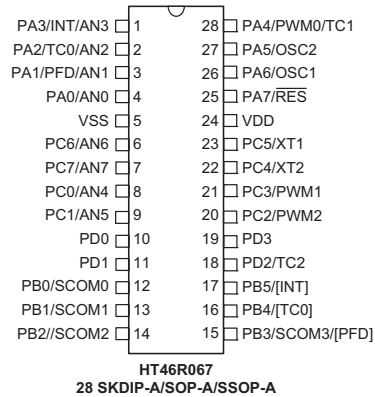 PA3/INT/AN3 1 28 PA4/PWM0/TC1
PA2/TC0/AN2 2 27 PA5/OSC2
PA1/PFD/AN1 3 26 PA6/OSC1
PA0/AN0 4 25 PA7/RES
VSS 5 24 VDD
PC6/AN6 6 23 PC5/XT1
PC7/AN7 7 22 PC4/XT2
PC0/AN4 8 21 PC3/PWM1
PC1/AN5 9 20 PC2/PWM2
PD0 10 19 PD3
PD1 11 18 PD2/TC2
PB0/SCOM0 12 17 PB5/[INT]
PB1/SCOM1 13 16 PB4/[TC0]
PB2//SCOM2 14 15 PB3/SCOM3/[PFD]
HT46R067
28 SKDIP-A/SOP-A/SSOP-A